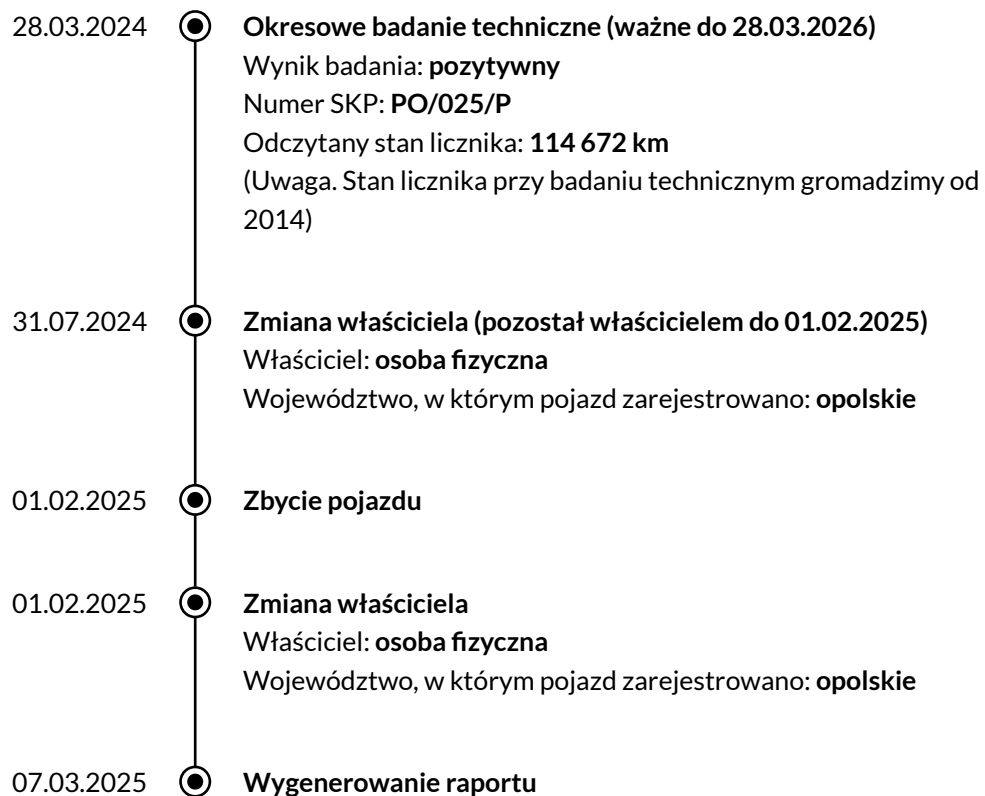 28.03.2024 Okresowe badanie techniczne (ważne do 28.03.2026)
Wynik badania: pozytywny
Numer SKP: PO/025/P
Odczytany stan licznika: 114 672 km
(Uwaga. Stan licznika przy badaniu technicznym gromadzimy od
2014)
31.07.2024 Zmiana właściciela (pozostał właścicielem do 01.02.2025)
Właściciel: osoba fizyczna
Województwo, w którym pojazd zarejestrowano: opolskie
01.02.2025 Zbycie pojazdu
01.02.2025 Zmiana właściciela
Właściciel: osoba fizyczna
Województwo, w którym pojazd zarejestrowano: opolskie
07.03.2025 Wygenerowanie raportu